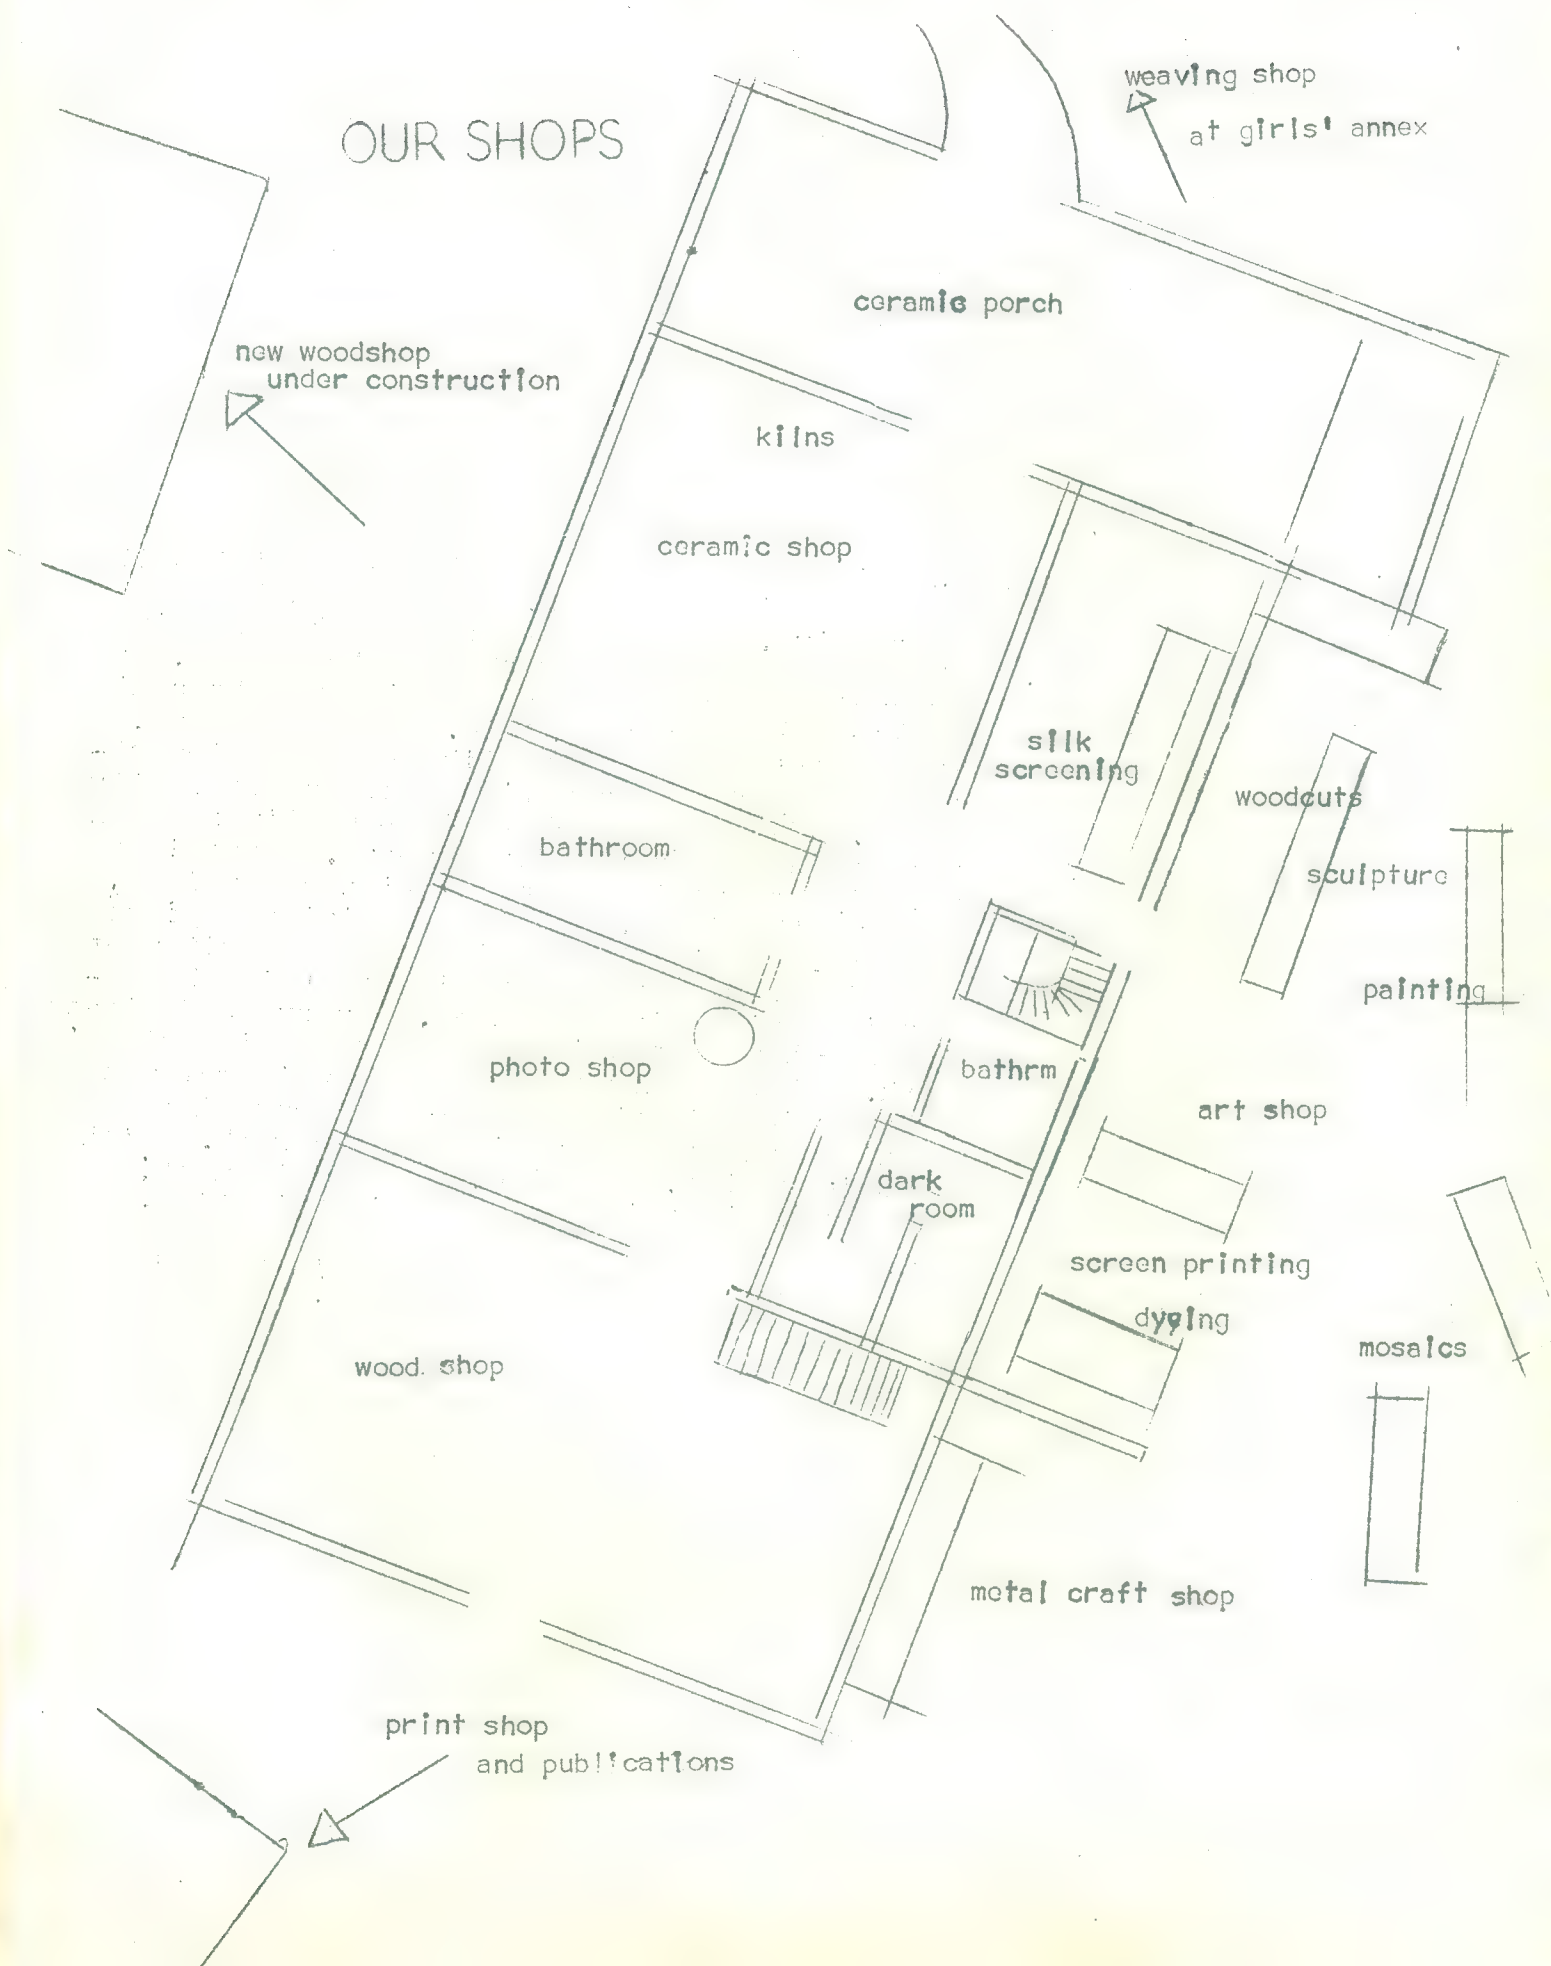 weaving shop
at girls' annex
OUR SHOPS
ceramic porch
new woodshop
under construction
kilns
ceramic shop
silk
screening
woodcuts
bathroom
sculpture
painting
photo shop
bathrm
art shop
dark
room
screen printing
dyeing
mosaics
wood. shop
metal craft shop
print shop
and publications